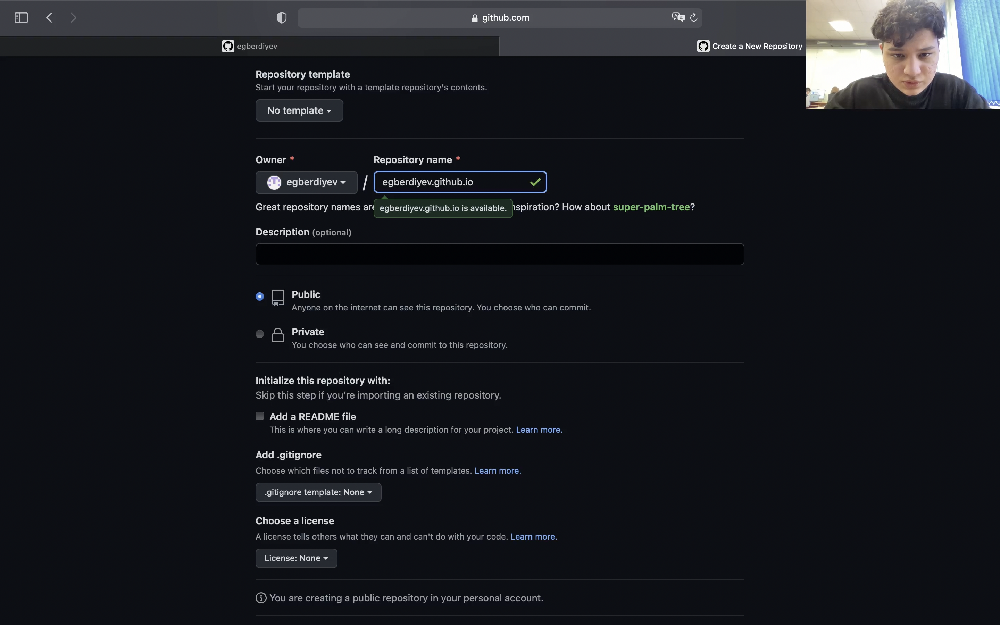 github.com
egberdiyev
Create a New Repository
Repository template
Start your repository with a template repository's contents.
No template
Owner *
Repository name *
egberdiyev
/
egberdiyev.github.io
Great repository names
egberdiyev.github.io is available.
? How about super-palm-tree?
Description (optional)
Public
Anyone on the internet can see this repository. You choose who can commit.
Private
You choose who can see and commit to this repository.
Initialize this repository with:
Skip this step if you’re importing an existing repository.
Add a README file
This is where you can write a long description for your project. Learn more.
Add .gitignore
Choose which files not to track from a list of templates. Learn more.
.gitignore template: None
Choose a license
A license tells others what they can and can't do with your code. Learn more.
License: None
You are creating a public repository in your personal account.